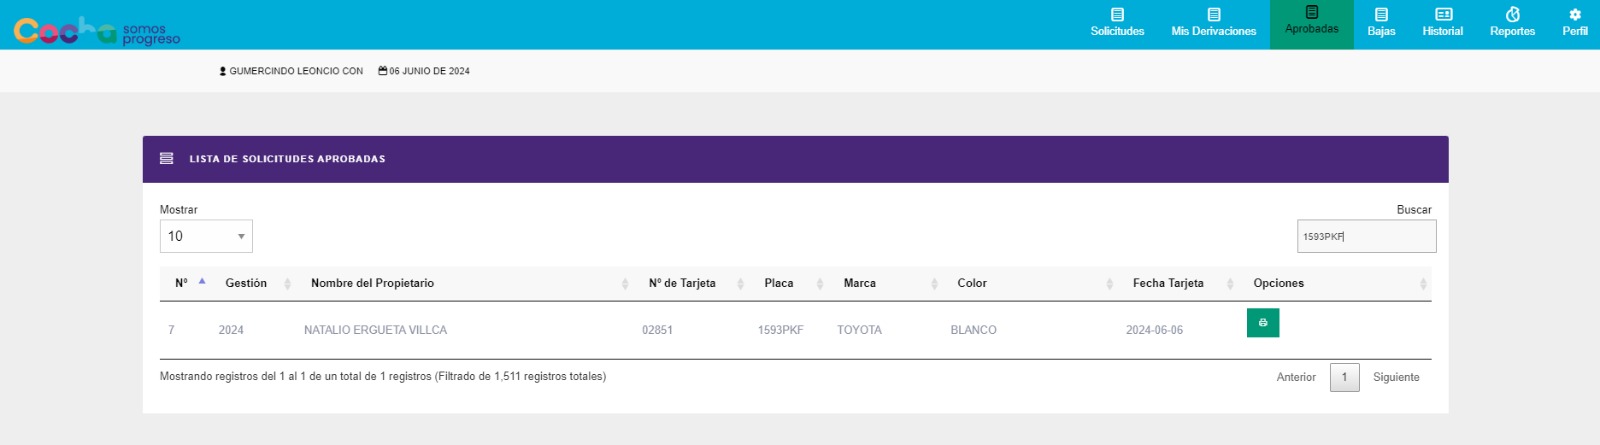 Cocha somos progreso
Solicitudes Mis Derivaciones Aprobadas Bajas Historial Reportes Perfil
GUMERCINDO LEONCIO CON 06 JUNIO DE 2024
LISTA DE SOLICITUDES APROBADAS
Mostrar Buscar
10 1593PKF
Nº Gestión Nombre del Propietario Nº de Tarjeta Placa Marca Color Fecha Tarjeta Opciones
7 2024 NATALIO ERGUETA VILLCA 02851 1593PKF TOYOTA BLANCO 2024-06-06
Mostrando registros del 1 al 1 de un total de 1 registros (Filtrado de 1,511 registros totales) Anterior 1 Siguiente